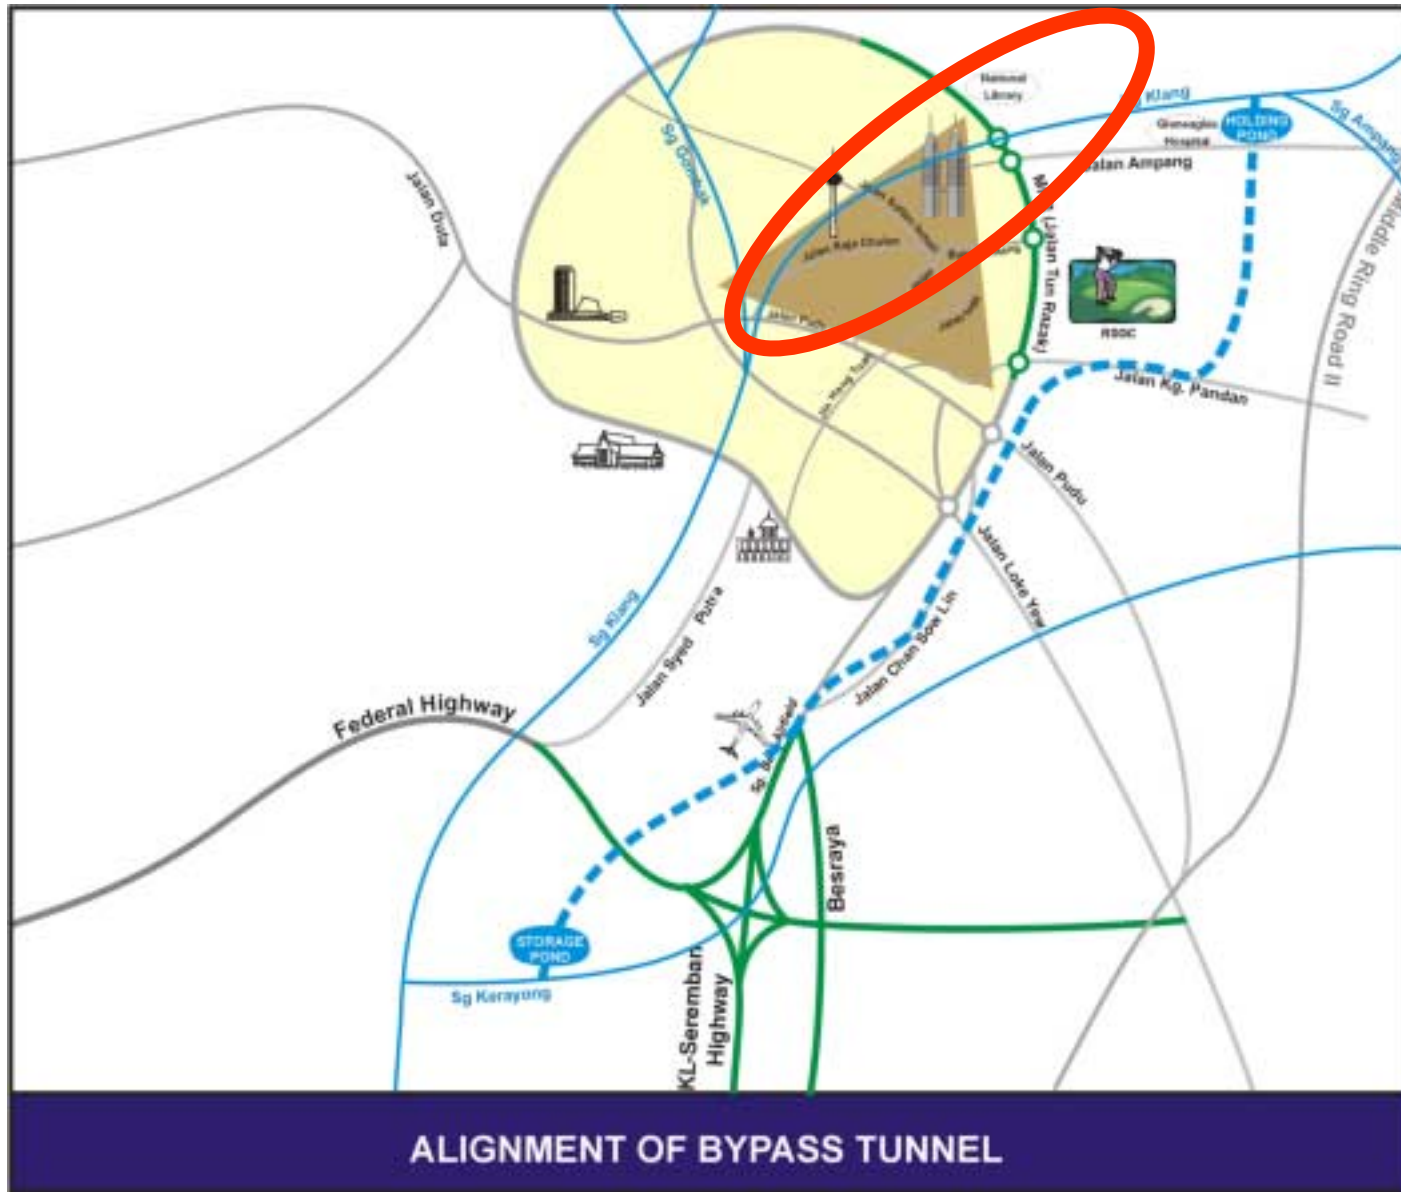 National
Library
Klang
Gleneagles
Hospital
HOLDING
POND
Sg Ampang
Sg Gombak
Jalan Ampang
Jalan Duta
Jalan Raja Chulan
(Jalan Tun Razak)
Middle Ring Road II
Jalan Pudu
RSGC
Jalan Kg. Pandan
Jln Hang Tuah
Jalan Pudu
Jalan Loke Yew
Sg Klang
Jalan Syed Putra
Jalan Chan Sow Lin
Federal Highway
Besraya
STORAGE
POND
Sg Kerayong
KL-Seremban
Highway
ALIGNMENT OF BYPASS TUNNEL